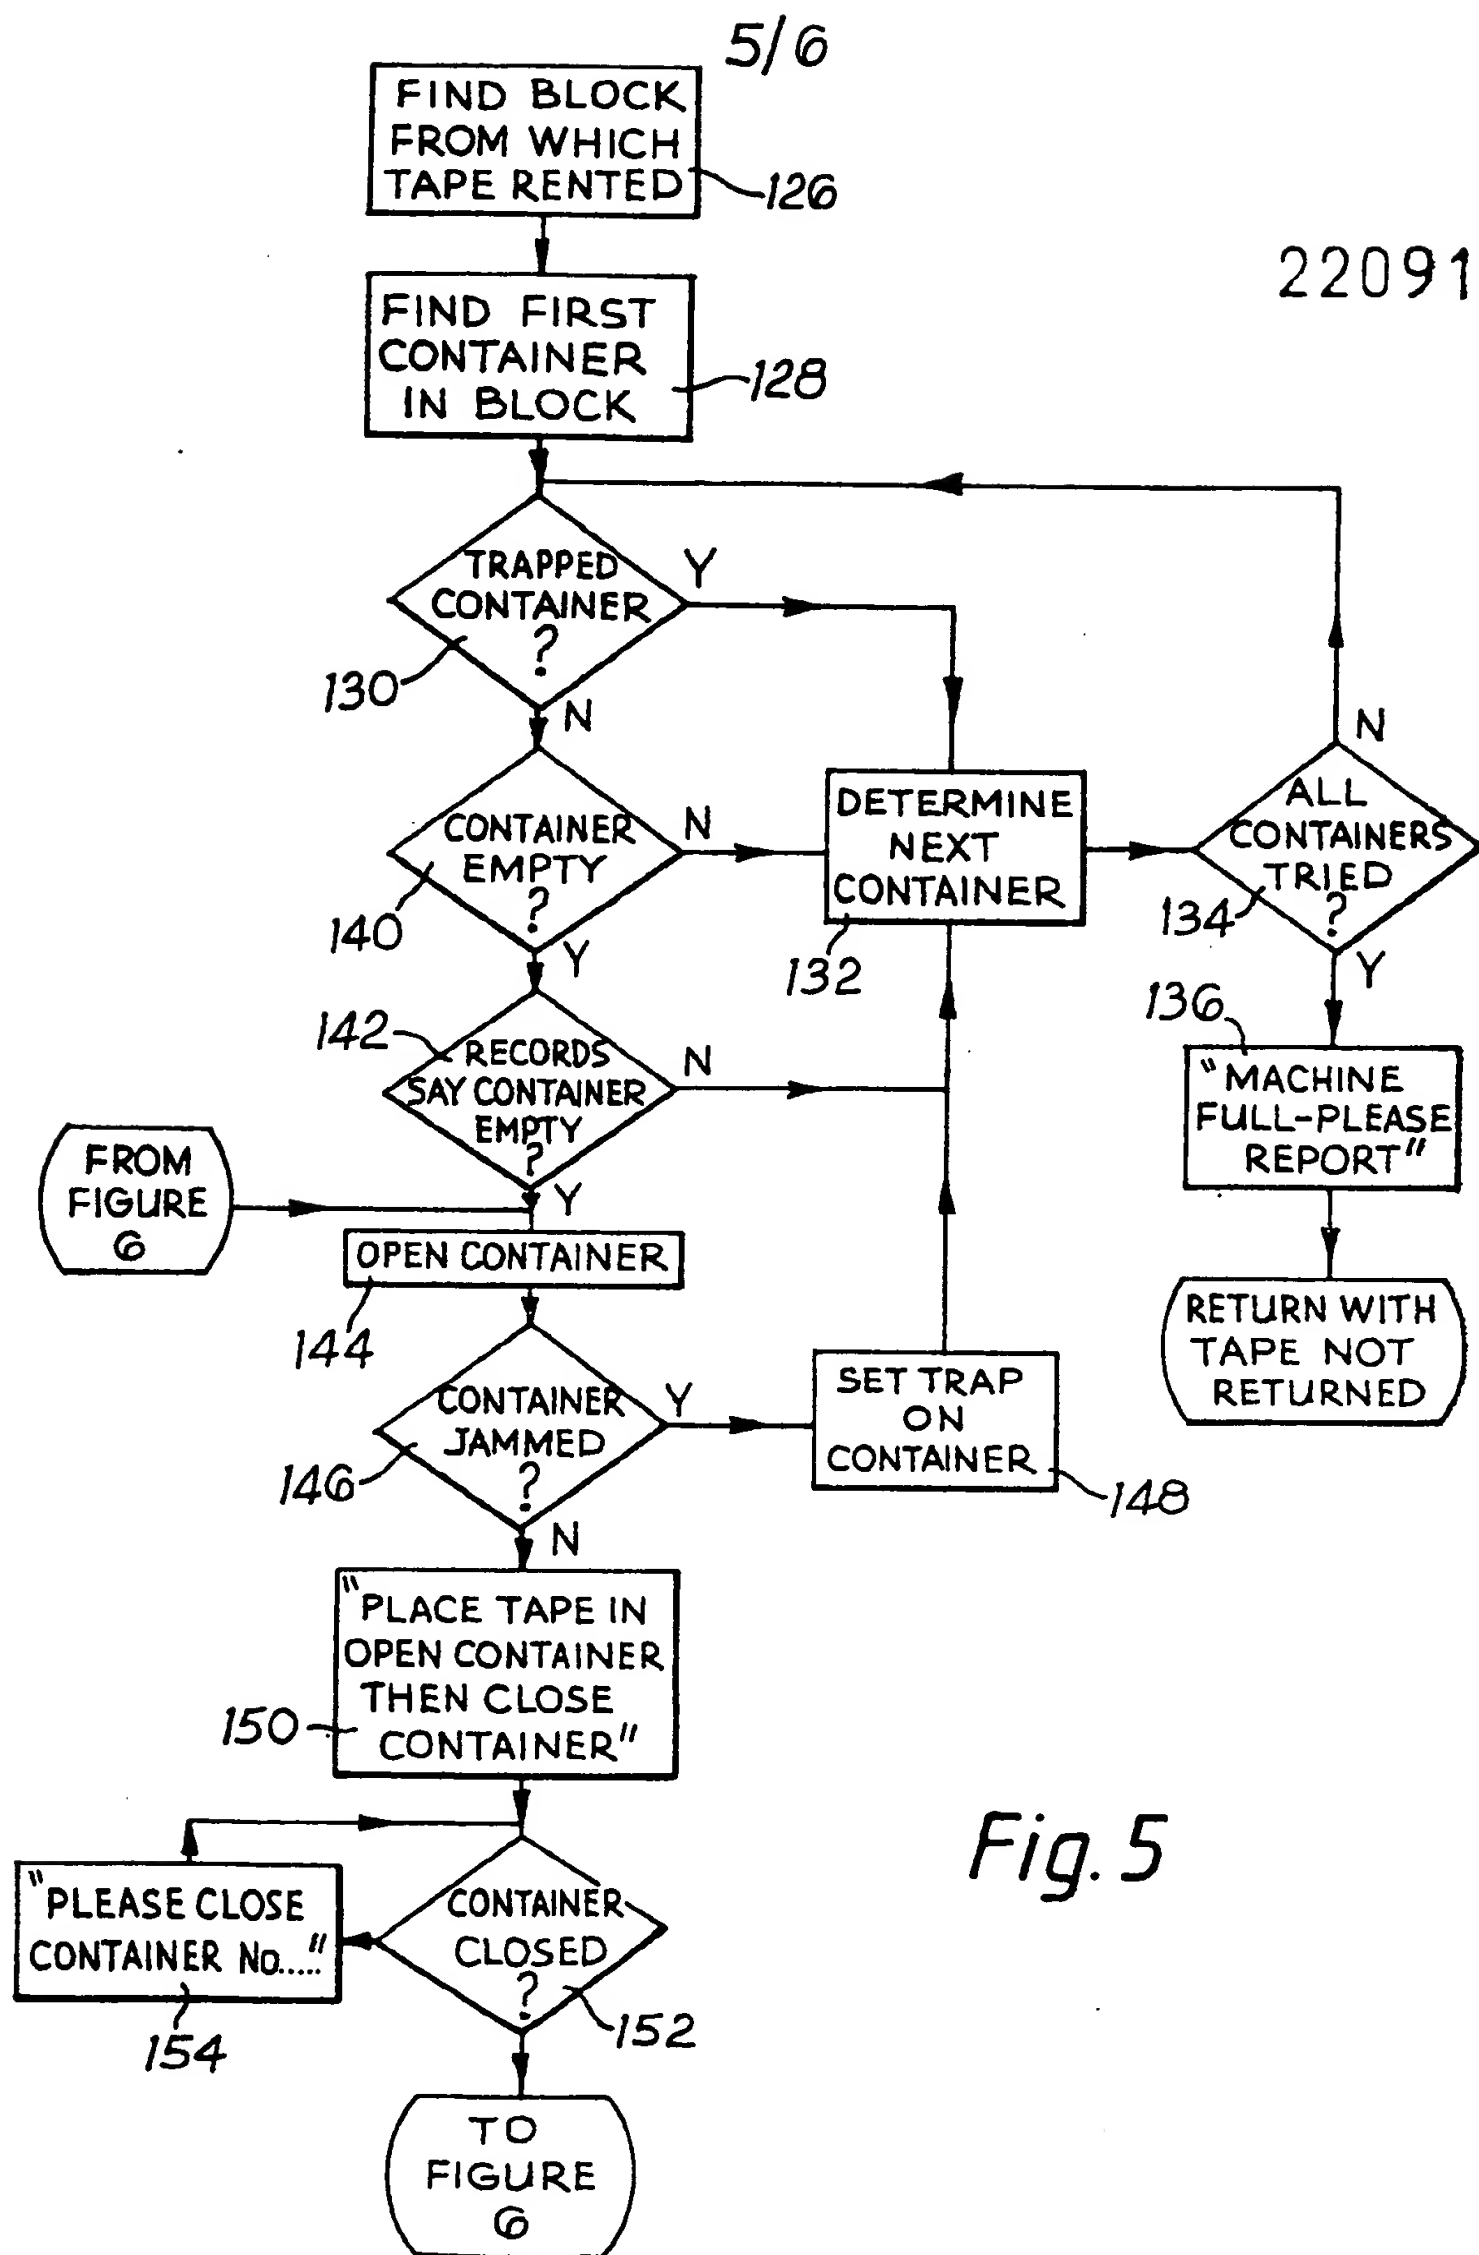 5/6
FIND BLOCK
FROM WHICH
TAPE RENTED
126
22091
FIND FIRST
CONTAINER
IN BLOCK
128
TRAPPED
CONTAINER
?
Y
130
N
CONTAINER
EMPTY
?
N
140
Y
DETERMINE
NEXT
CONTAINER
132
N
ALL
CONTAINERS
TRIED
?
134
Y
142
RECORDS
SAY CONTAINER
EMPTY
?
N
Y
136
"MACHINE
FULL-PLEASE
REPORT"
RETURN WITH
TAPE NOT
RETURNED
FROM
FIGURE
6
OPEN CONTAINER
144
CONTAINER
JAMMED
?
Y
146
N
SET TRAP
ON
CONTAINER
148
"PLACE TAPE IN
OPEN CONTAINER
THEN CLOSE
CONTAINER"
150
CONTAINER
CLOSED
?
152
"PLEASE CLOSE
CONTAINER No....."
154
TO
FIGURE
6
Fig. 5